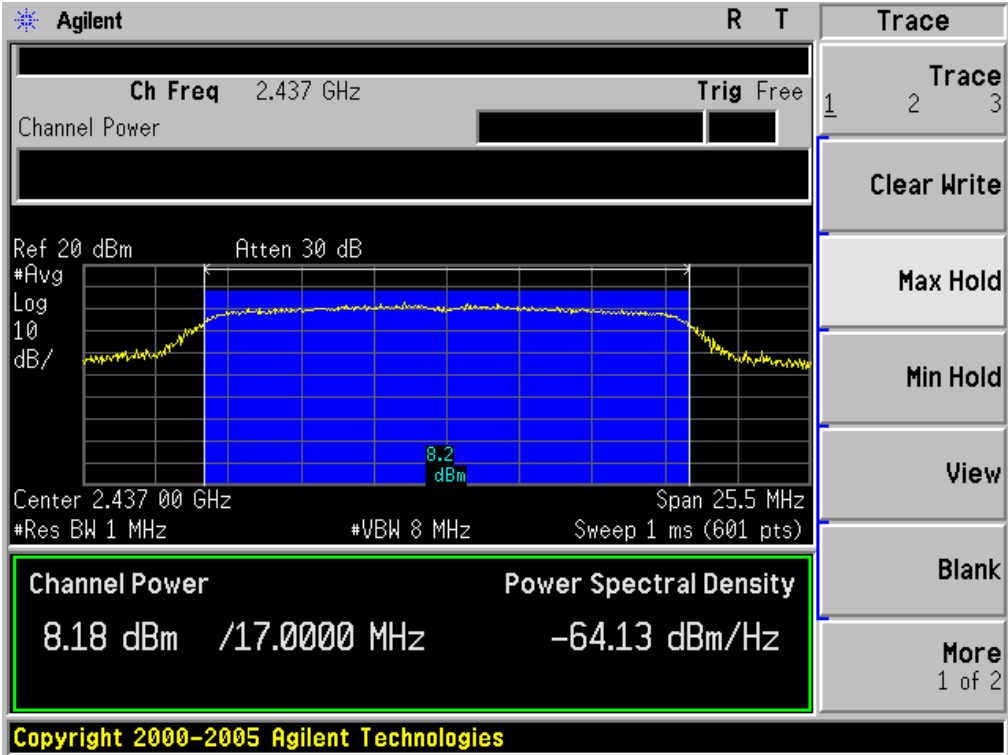 Agilent R T
Ch Freq 2.437 GHz Trig Free
Channel Power
Ref 20 dBm Atten 30 dB
#Avg
Log
10
dB/
8.2
dBm
Center 2.437 00 GHz Span 25.5 MHz
#Res BW 1 MHz #VBW 8 MHz Sweep 1 ms (601 pts)
Channel Power Power Spectral Density
8.18 dBm /17.0000 MHz -64.13 dBm/Hz
Copyright 2000-2005 Agilent Technologies
Trace
Trace
1 2 3
Clear Write
Max Hold
Min Hold
View
Blank
More
1 of 2